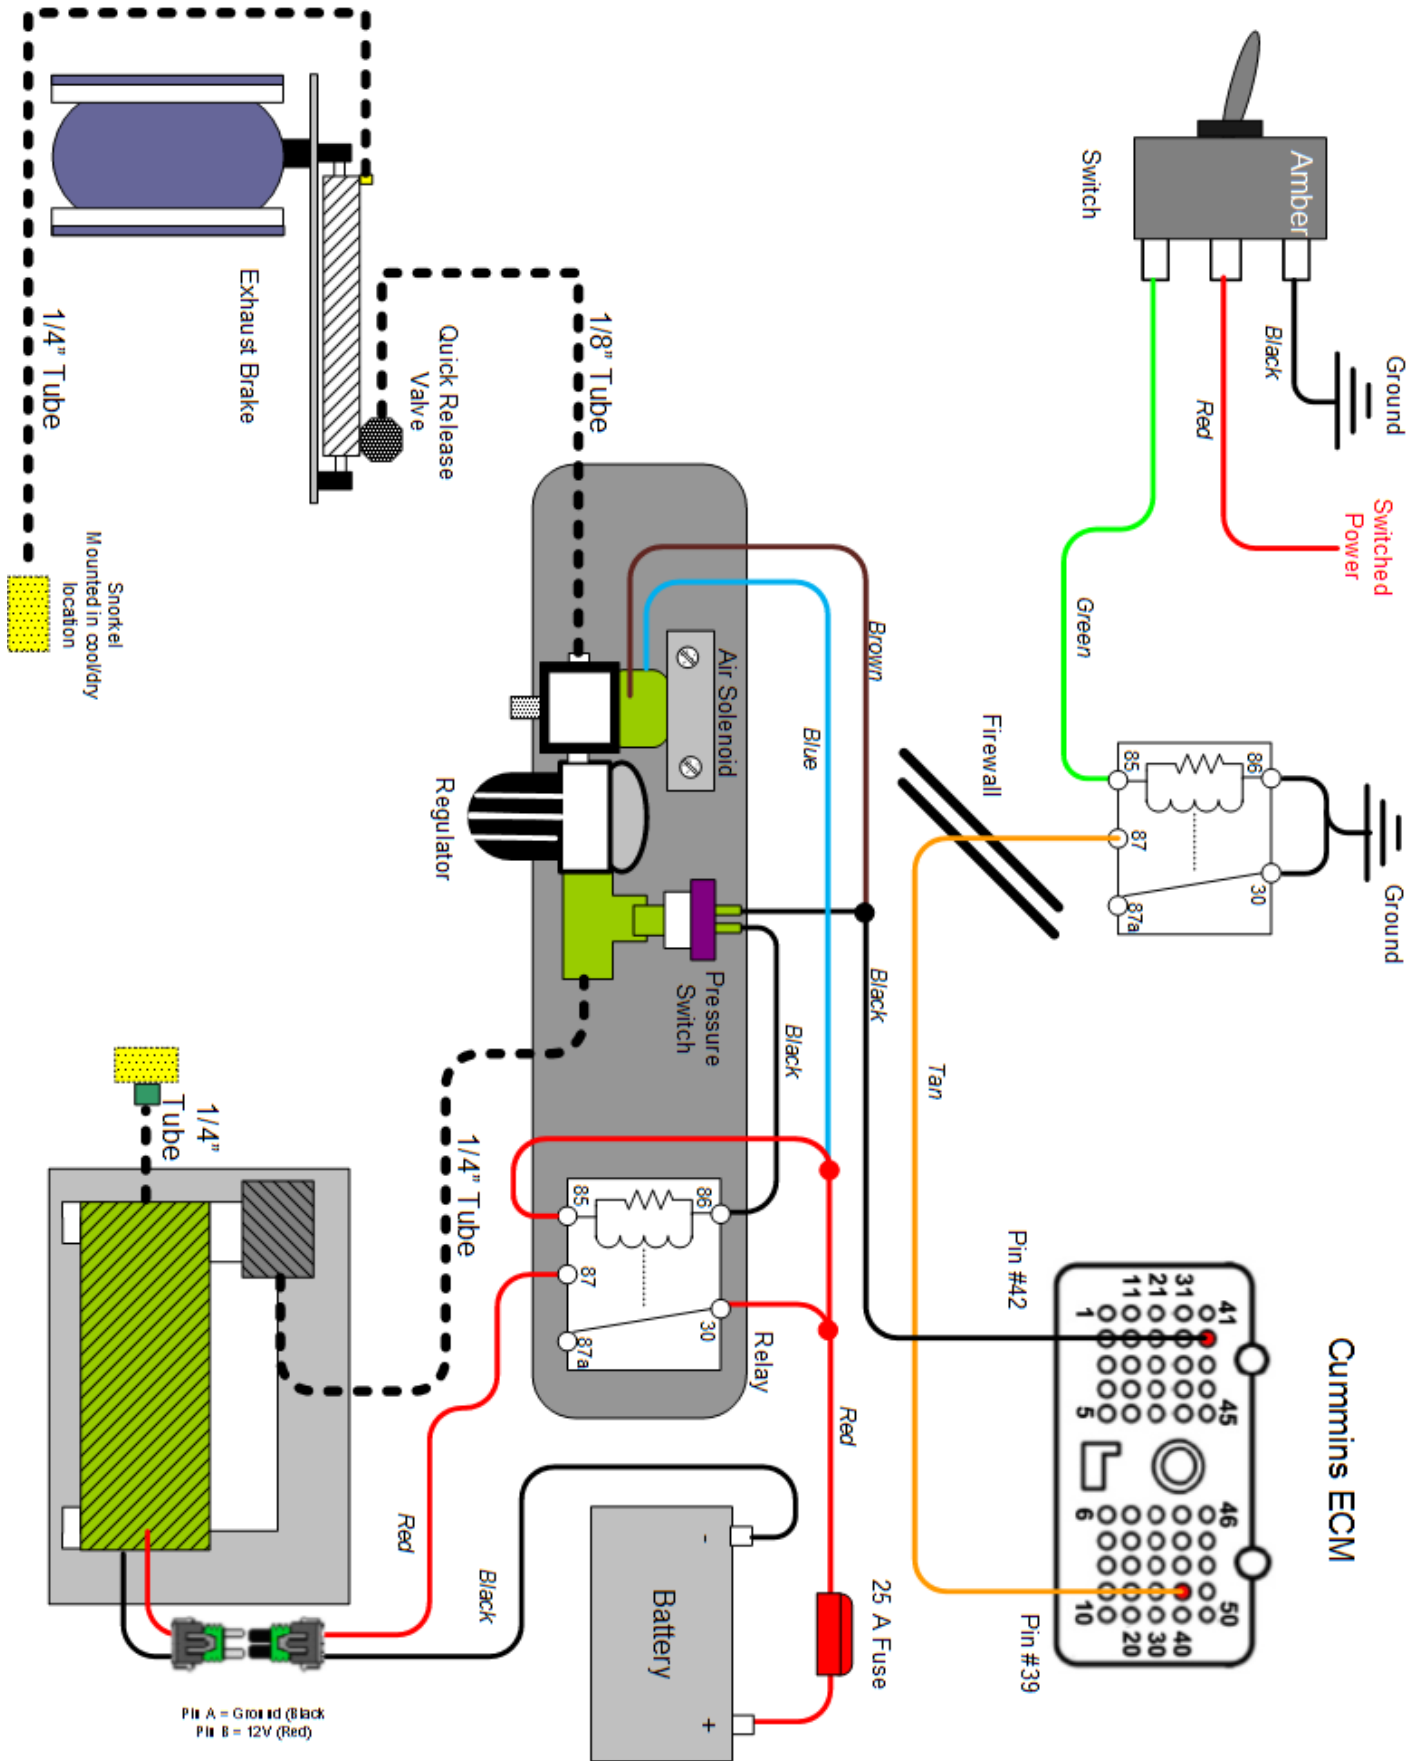 Cummins ECM
Ground
Ground
Switched
Power
Amber
Switch
Black
Red
Green
86
85
87
87a
30
Firewall
Tan
Pin #42
Pin #39
41
31
21
11
1
45
5
46
6
50
40
30
20
10
Brown
Blue
Black
Black
Red
25 A Fuse
Air Solenoid
Pressure
Switch
Relay
86
85
87
87a
30
Battery
-
+
1/8" Tube
Quick Release
Valve
Regulator
1/4" Tube
Exhaust Brake
1/4" Tube
Snorkel
Mounted in cool/dry
location
1/4"
Tube
Red
Black
Pin A = Ground (Black
Pin B = 12V (Red)